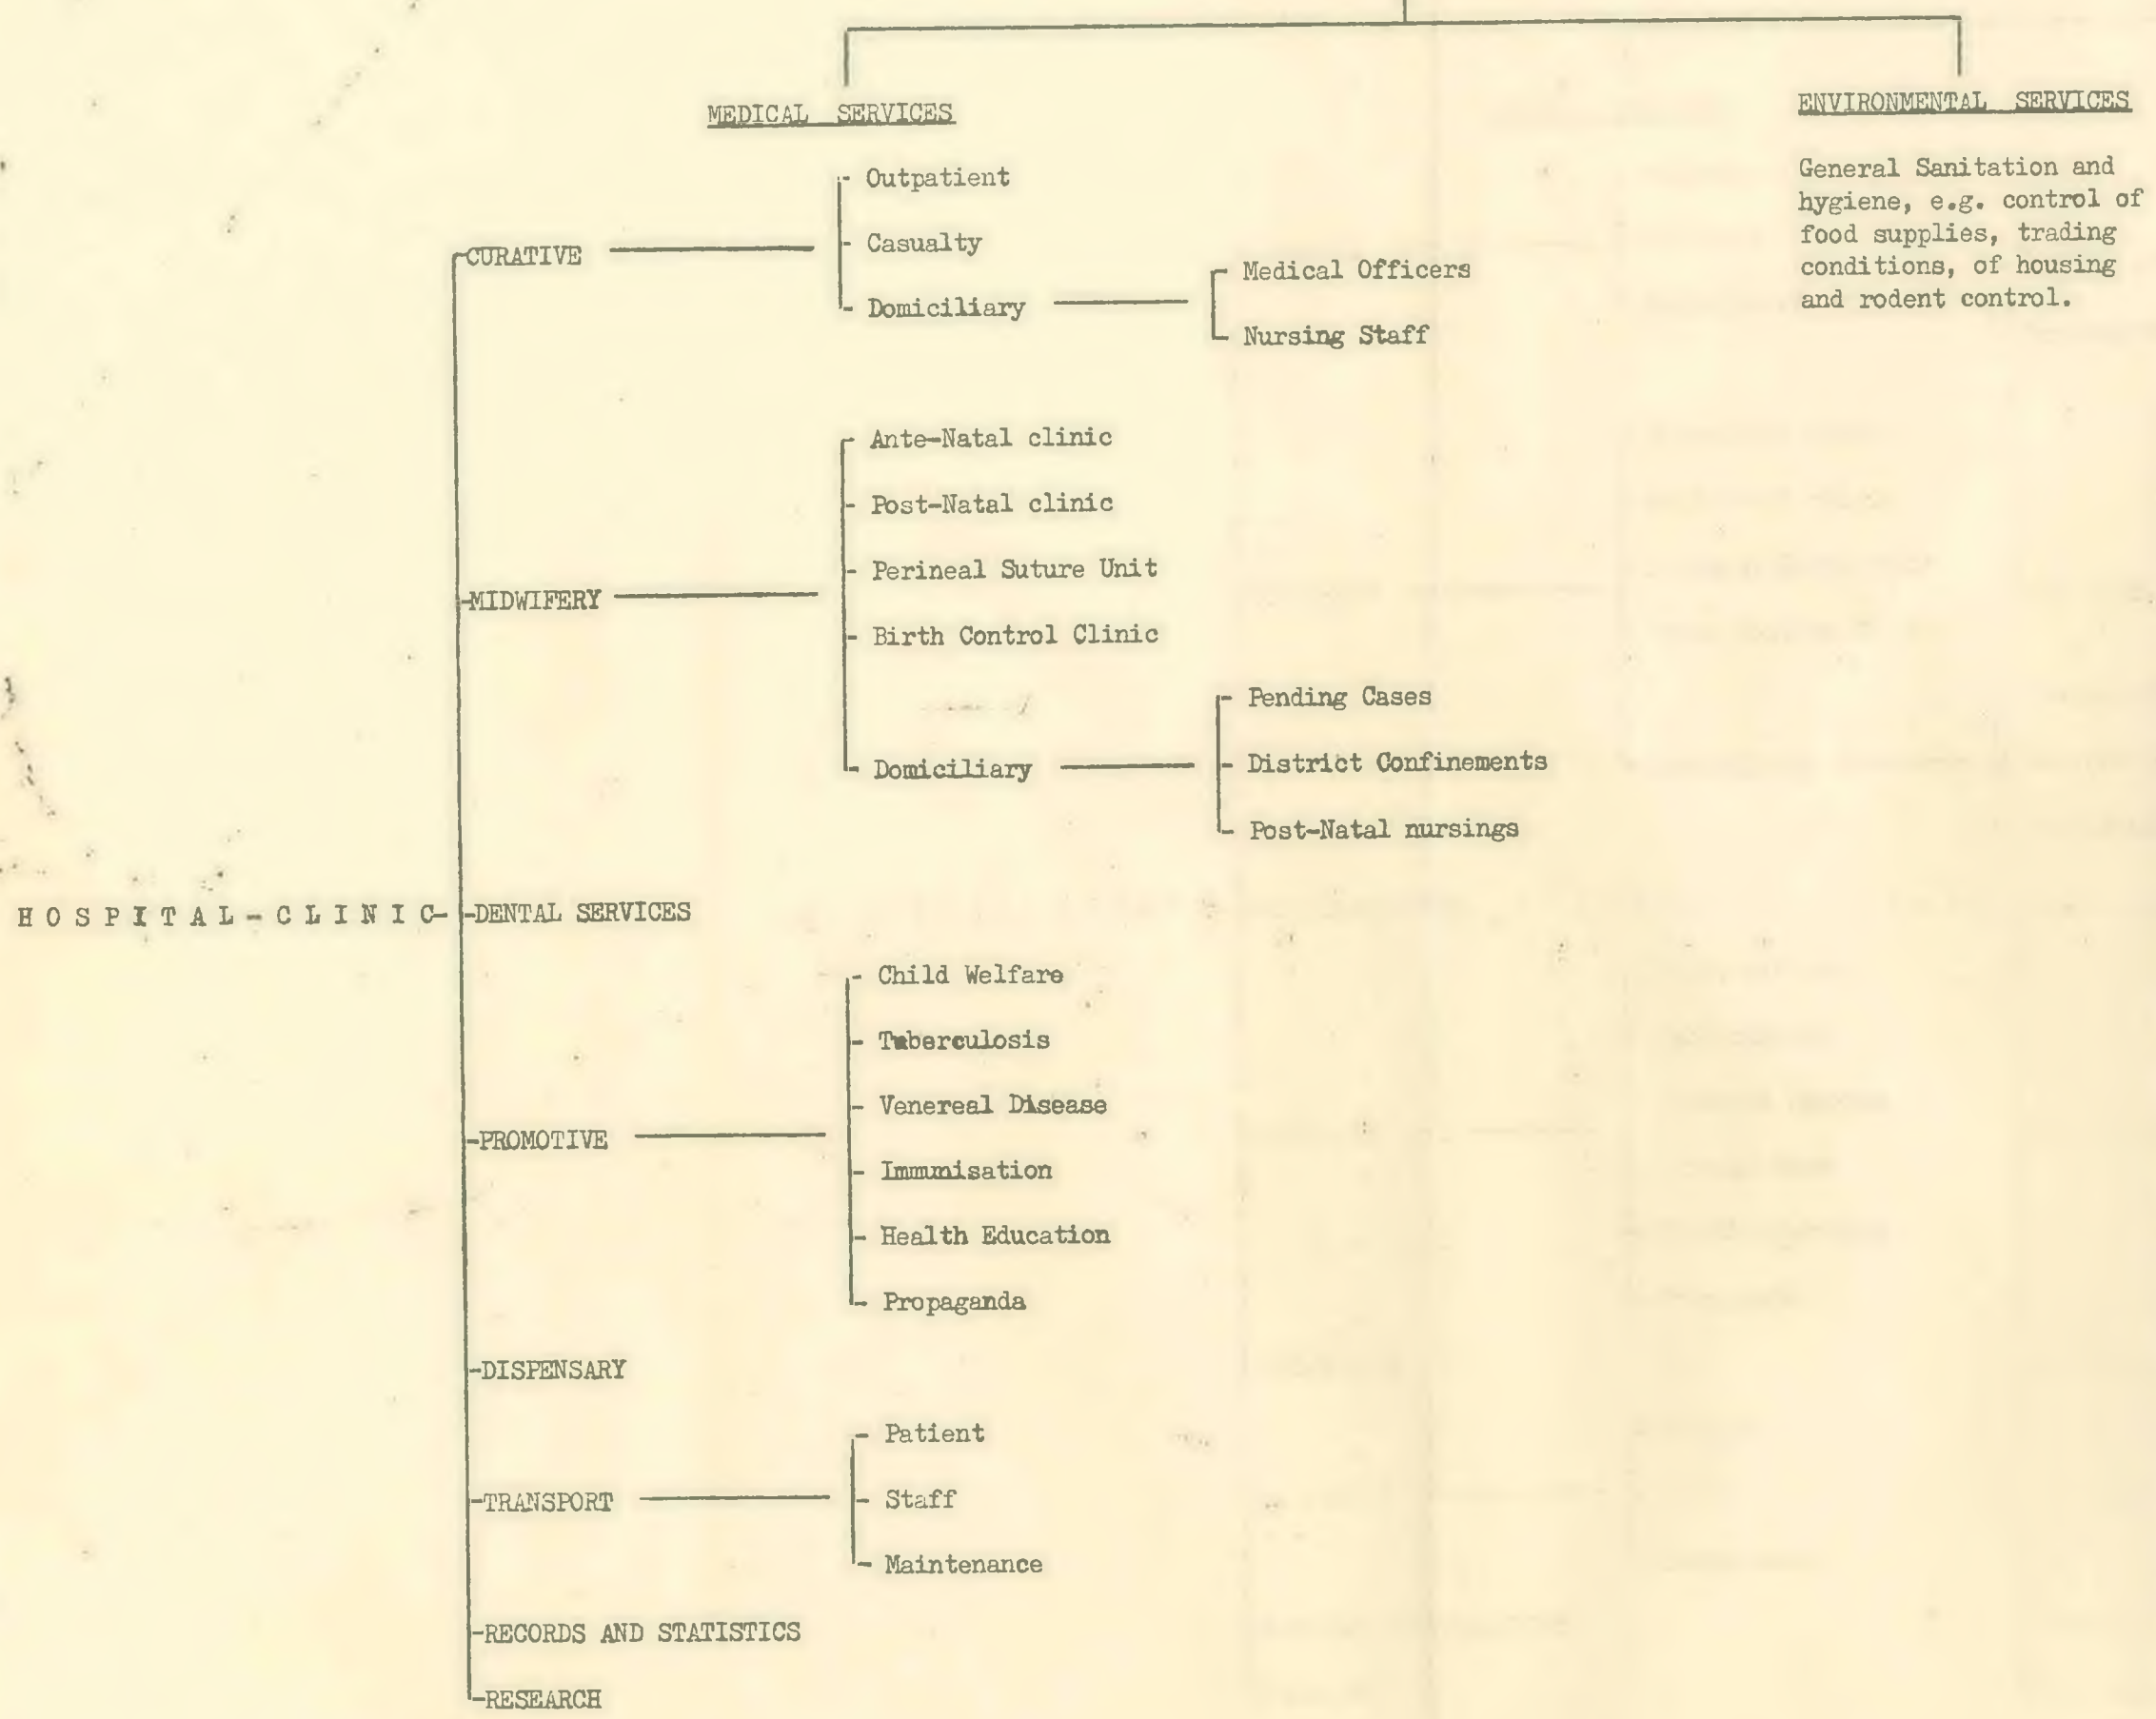 MEDICAL SERVICES
ENVIRONMENTAL SERVICES
General Sanitation and
hygiene, e.g. control of
food supplies, trading
conditions, of housing
and rodent control.
HOSPITAL-CLINIC-
-CURATIVE
- Outpatient
- Casualty
- Domiciliary
- Medical Officers
- Nursing Staff
-MIDWIFERY
- Ante-Natal clinic
- Post-Natal clinic
- Perineal Suture Unit
- Birth Control Clinic
- Domiciliary
- Pending Cases
- District Confinements
- Post-Natal nursings
-DENTAL SERVICES
-PROMOTIVE
- Child Welfare
- Tuberculosis
- Venereal Disease
- Immunisation
- Health Education
- Propaganda
-DISPENSARY
-TRANSPORT
- Patient
- Staff
- Maintenance
-RECORDS AND STATISTICS
-RESEARCH